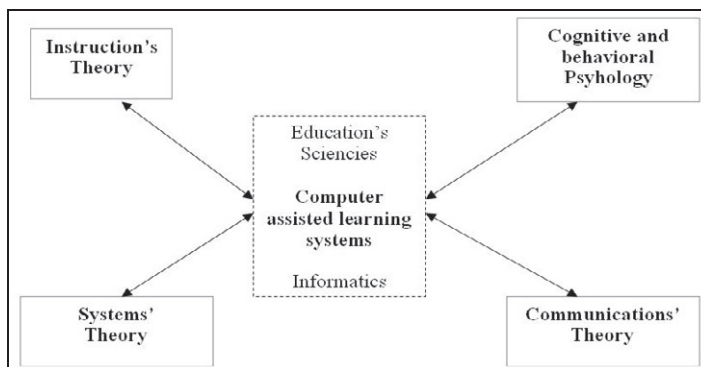 Instruction's
Theory
Cognitive and
behavioral
Psyhology
Education's
Sciencies
Computer
assisted learning
systems
Informatics
Systems'
Theory
Communications'
Theory